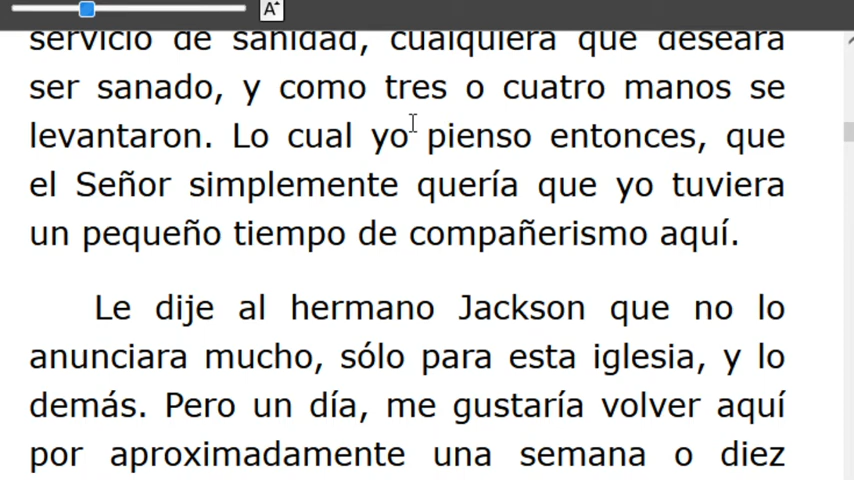 A
servicio de sanidad, cualquiera que deseara
ser sanado, y como tres o cuatro manos se
levantaron. Lo cual yo pienso entonces, que
el Señor simplemente quería que yo tuviera
un pequeño tiempo de compañerismo aquí.
Le dije al hermano Jackson que no lo
anunciara mucho, sólo para esta iglesia, y lo
demás. Pero un día, me gustaría volver aquí
por aproximadamente una semana o diez